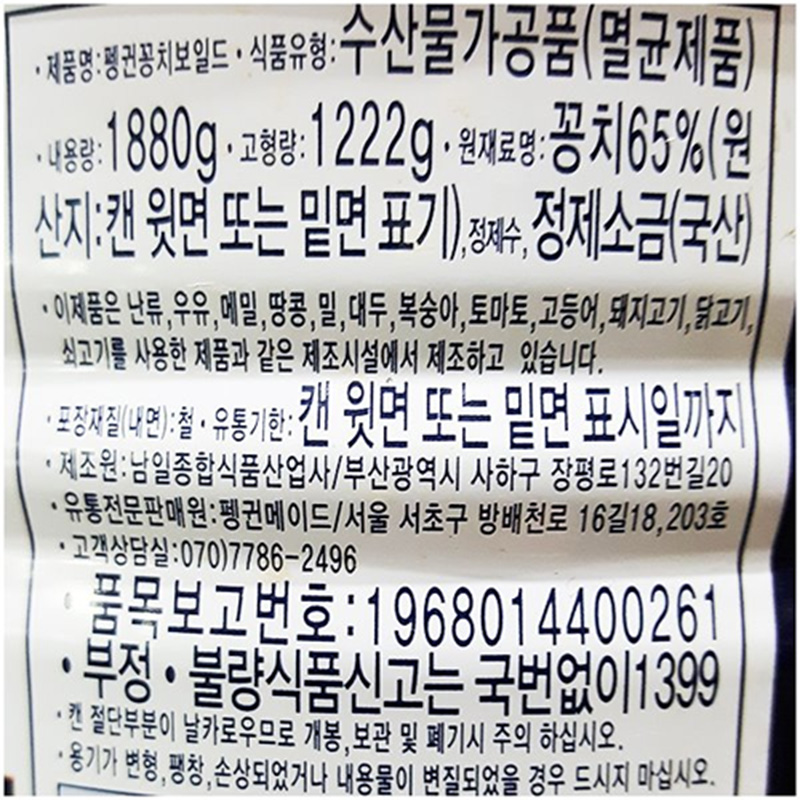 · 제품명:펭귄꽁치보일드 · 식품유형:수산물가공품(멸균제품)
· 내용량:1880g · 고형량:1222g · 원재료명:꽁치65%(원
산지:캔 윗면 또는 밑면 표기),정제수, 정제소금(국산)
· 이제품은 난류,우유,메밀,땅콩,밀,대두,복숭아,토마토,고등어,돼지고기,닭고기,
쇠고기를 사용한 제품과 같은 제조시설에서 제조하고 있습니다.
· 포장재질(내면):철 · 유통기한:캔 윗면 또는 밑면 표시일까지
· 제조원:남일종합식품산업사/부산광역시 사하구 장평로132번길20
· 유통전문판매원:펭귄메이드/서울 서초구 방배천로 16길18,203호
· 고객상담실:070)7786-2496
· 품목보고번호:1968014400261
· 부정 · 불량식품신고는 국번없이1399
· 캔 절단부분이 날카로우므로 개봉,보관 및 폐기시 주의 하십시오.
· 용기가 변형,팽창,손상되었거나 내용물이 변질되었을 경우 드시지 마십시오.